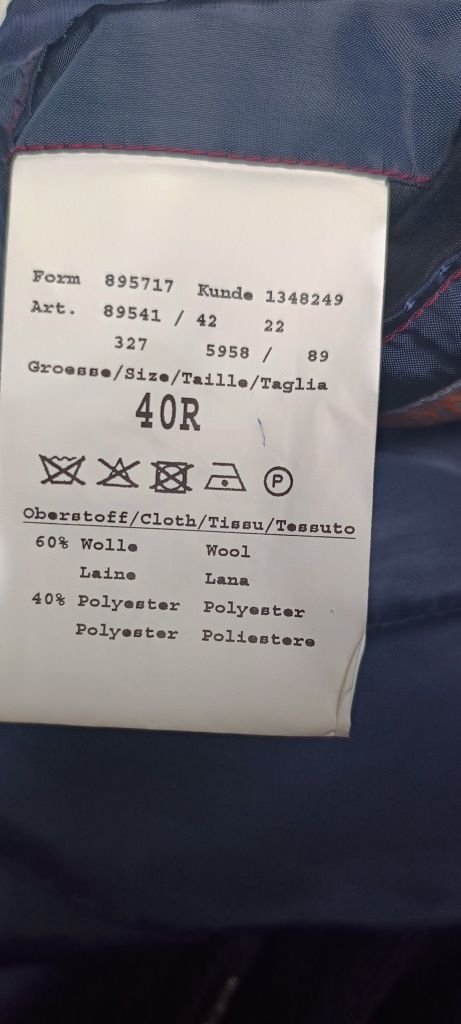 Form 895717 Kunde 1348249
Art. 89541 / 42 22
327 5958 / 89
Groesse/Size/Taille/Taglia
40R
P
Oberstoff/Cloth/Tissu/Tessuto
60% Wolle Wool
Laine Lana
40% Polyester Polyester
Polyester Poliestere